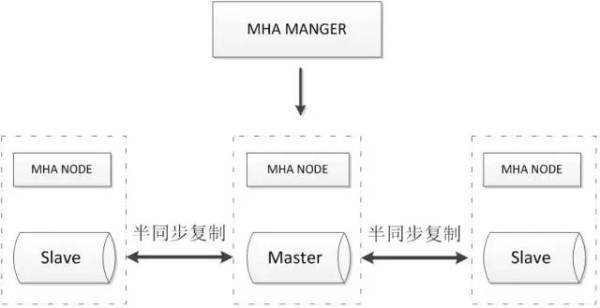 MHA MANGER
MHA NODE
MHA NODE
MHA NODE
半同步复制
半同步复制
Slave
Master
Slave